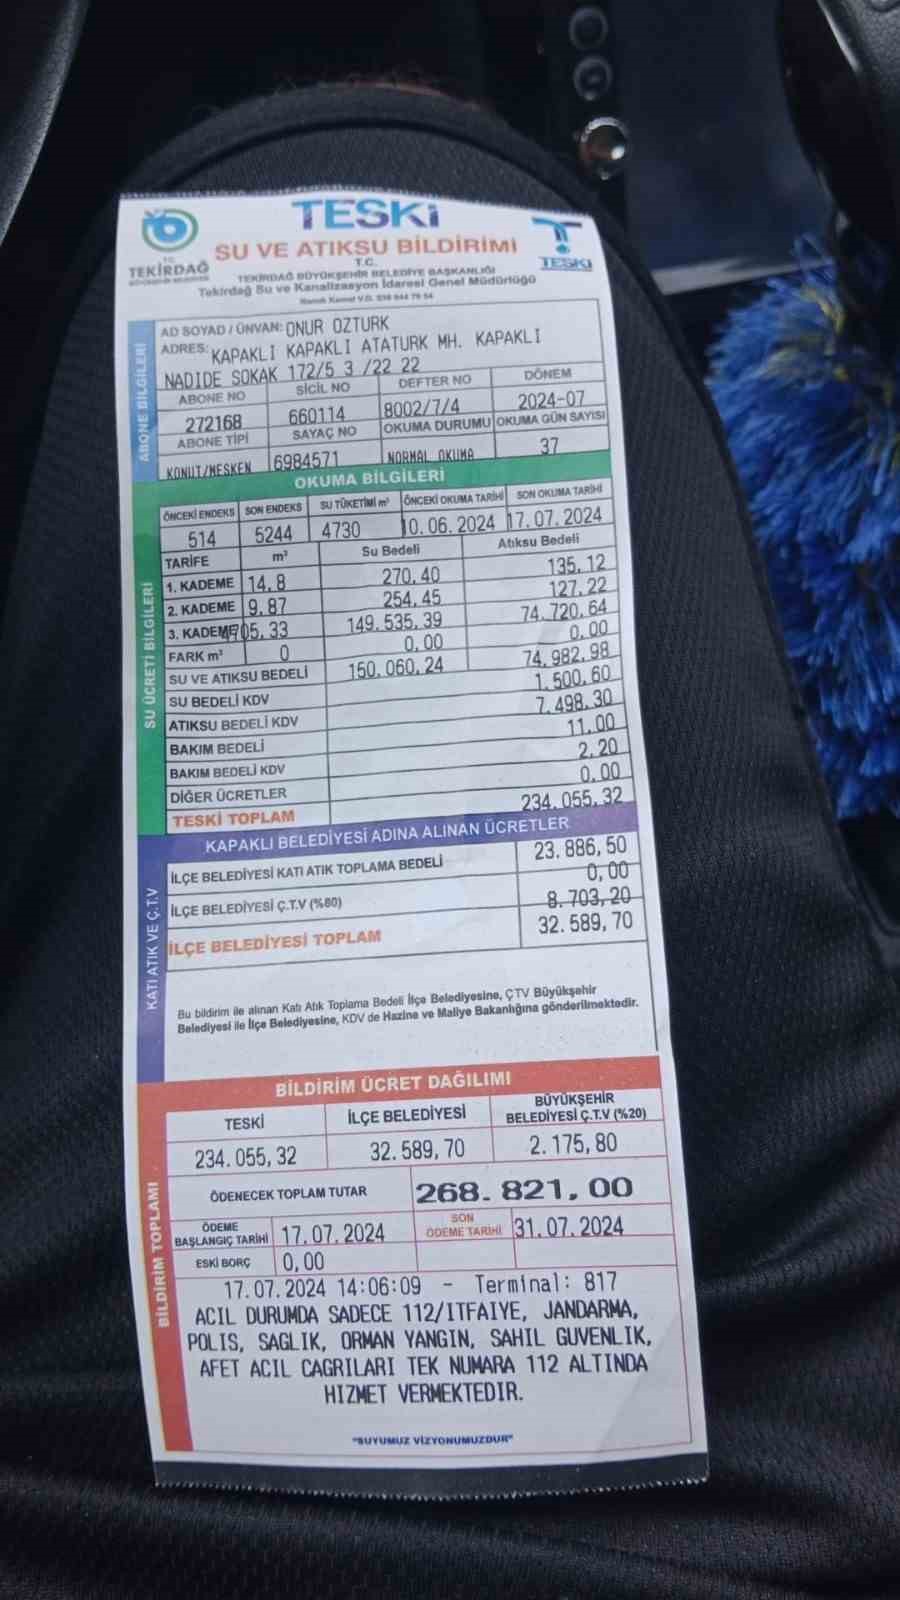 TESKİ
SU VE ATIKSU BİLDİRİMİ
T.C.
TEKİRDAĞ BÜYÜKŞEHİR BELEDİYE BAŞKANLIĞI
Tekirdağ Su ve Kanalizasyon İdaresi Genel Müdürlüğü
T.C.
TEKİRDAĞ
BÜYÜKŞEHİR BELEDİYESİ
TESKİ
ABONE BİLGİLERİ
AD SOYAD / ÜNVAN: ONUR OZTURK
ADRES: KAPAKLI KAPAKLI ATATURK MH. KAPAKLI
NADIDE SOKAK 172/5 3 /22 22
ABONE NO SİCİL NO DEFTER NO DÖNEM
272168 660114 8002/7/4 2024-07
ABONE TİPİ SAYAÇ NO OKUMA DURUMU OKUMA GÜN SAYISI
KONUT/MESKEN 6984571 NORMAL OKUMA 37
OKUMA BİLGİLERİ
SU ÜCRETİ BİLGİLERİ
ÖNCEKİ ENDEKS SON ENDEKS SU TÜKETİMİ m³ ÖNCEKİ OKUMA TARİHİ SON OKUMA TARİHİ
514 5244 4730 10.06.2024 17.07.2024
TARİFE m³ Su Bedeli Atıksu Bedeli
1. KADEME 14,8 270,40 135,12
2. KADEME 9,87 254,45 127,22
3. KADEME 4705,33 149.535,39 74.720,64
FARK m³ 0 0,00 0,00
SU VE ATIKSU BEDELİ 150.060,24 74.982,98
SU BEDELİ KDV 1.500,60
ATIKSU BEDELİ KDV 7.498,30
BAKIM BEDELİ 11,00
BAKIM BEDELİ KDV 2,20
DİĞER ÜCRETLER 0,00
TESKİ TOPLAM 234.055,32
KATI ATIK VE Ç.T.V
KAPAKLI BELEDİYESİ ADINA ALINAN ÜCRETLER
İLÇE BELEDİYESİ KATI ATIK TOPLAMA BEDELİ 23.886,50
0,00
İLÇE BELEDİYESİ Ç.T.V (%80) 8.703,20
İLÇE BELEDİYESİ TOPLAM 32.589,70
Bu bildirim ile alınan Katı Atık Toplama Bedeli İlçe Belediyesine, ÇTV Büyükşehir
Belediyesi ile İlçe Belediyesine, KDV de Hazine ve Maliye Bakanlığına gönderilmektedir.
BİLDİRİM TOPLAMI
BİLDİRİM ÜCRET DAĞILIMI
TESKİ İLÇE BELEDİYESİ BÜYÜKŞEHİR
BELEDİYESİ Ç.T.V (%20)
234.055,32 32.589,70 2.175,80
ÖDENECEK TOPLAM TUTAR 268.821,00
ÖDEME
BAŞLANGIÇ TARİHİ 17.07.2024 SON
ÖDEME TARİHİ 31.07.2024
ESKİ BORÇ 0,00
17.07.2024 14:06:09 - Terminal: 817
ACIL DURUMDA SADECE 112/ITFAIYE, JANDARMA,
POLIS, SAGLIK, ORMAN YANGIN, SAHIL GUVENLIK,
AFET ACIL CAGRILARI TEK NUMARA 112 ALTINDA
HIZMET VERMEKTEDIR.
"SUYUMUZ VİZYONUMUZDUR"